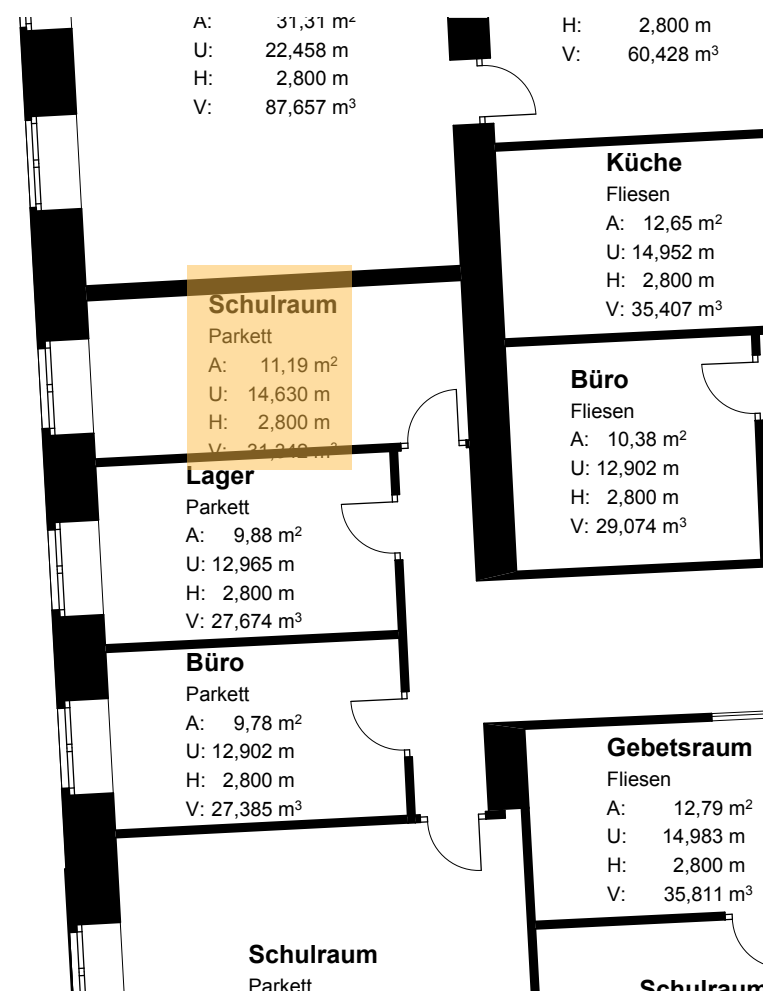 A: 31,31 m²
U: 22,458 m
H: 2,800 m
V: 87,657 m³
H: 2,800 m
V: 60,428 m³
Küche
Fliesen
A: 12,65 m²
U: 14,952 m
H: 2,800 m
V: 35,407 m³
Schulraum
Parkett
A: 11,19 m²
U: 14,630 m
H: 2,800 m
V: m³
Büro
Fliesen
A: 10,38 m²
U: 12,902 m
H: 2,800 m
V: 29,074 m³
Lager
Parkett
A: 9,88 m²
U: 12,965 m
H: 2,800 m
V: 27,674 m³
Büro
Parkett
A: 9,78 m²
U: 12,902 m
H: 2,800 m
V: 27,385 m³
Gebetsraum
Fliesen
A: 12,79 m²
U: 14,983 m
H: 2,800 m
V: 35,811 m³
Schulraum
Parkett
Schulraum